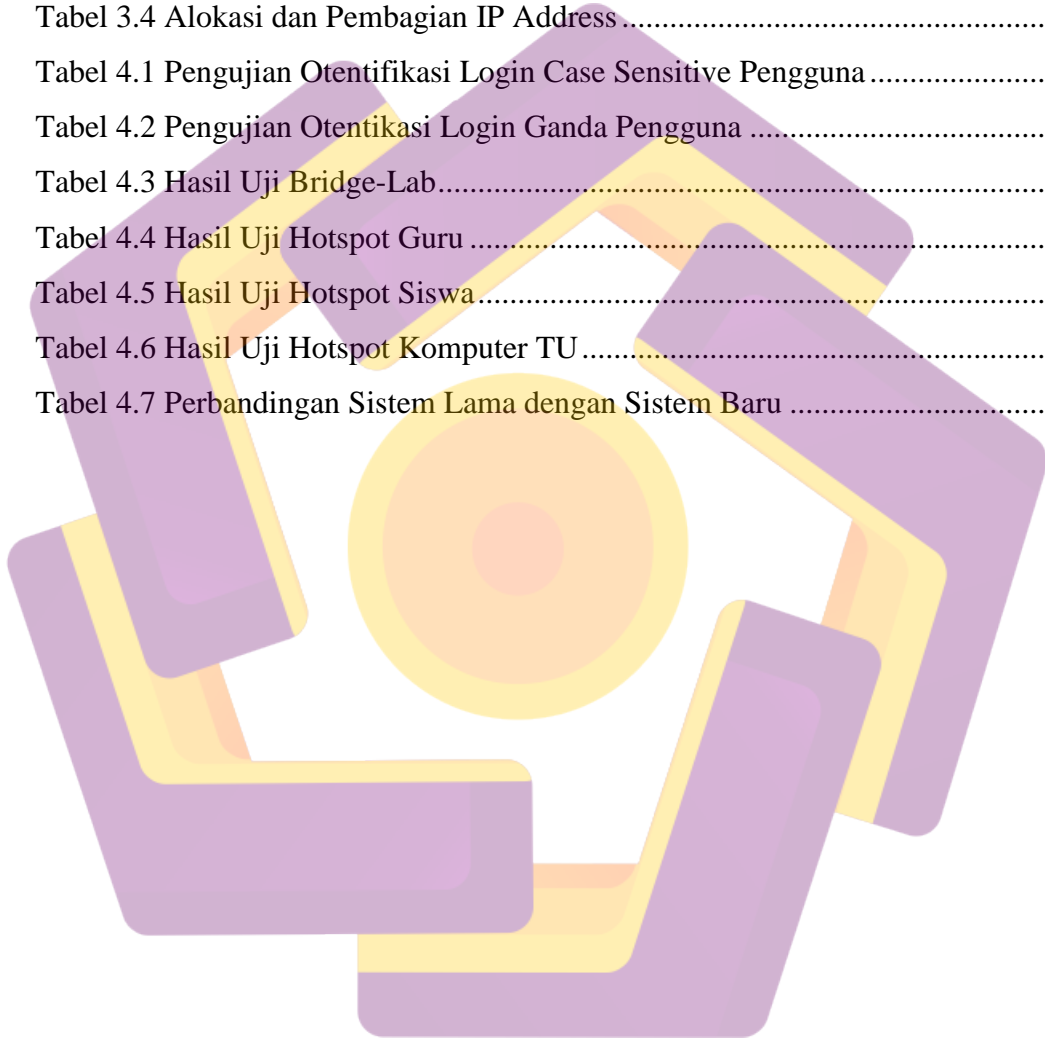 Tabel 3.4 Alokasi dan Pembagian IP Address.....................................................
Tabel 4.1 Pengujian Otentifikasi Login Case Sensitive Pengguna......................
Tabel 4.2 Pengujian Otentikasi Login Ganda Pengguna ....................................
Tabel 4.3 Hasil Uji Bridge-Lab...........................................................................
Tabel 4.4 Hasil Uji Hotspot Guru .......................................................................
Tabel 4.5 Hasil Uji Hotspot Siswa.......................................................................
Tabel 4.6 Hasil Uji Hotspot Komputer TU..........................................................
Tabel 4.7 Perbandingan Sistem Lama dengan Sistem Baru ...............................